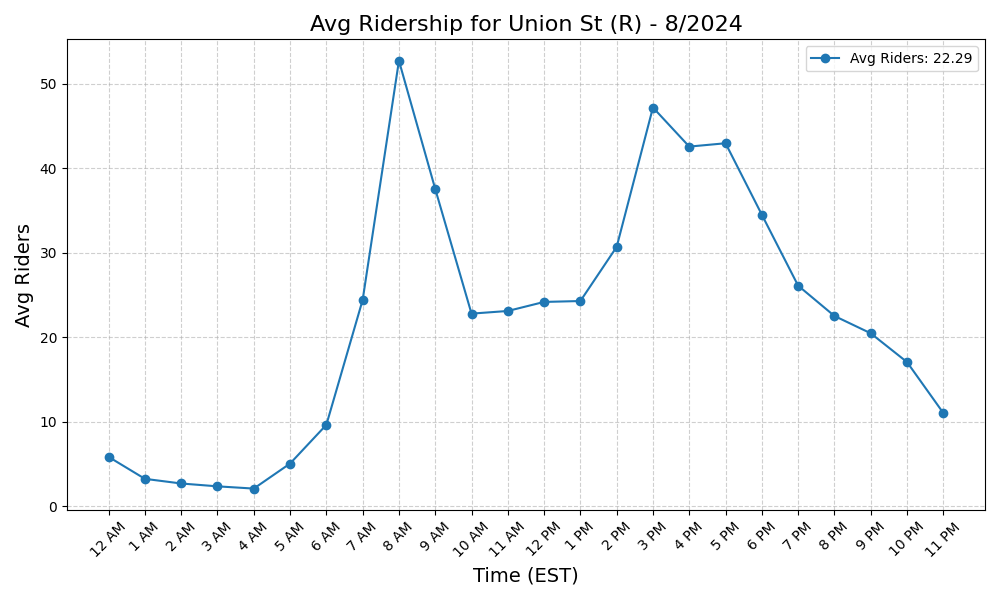 Avg Ridership for Union St (R) - 8/2024
Avg Riders: 22.29
50
40
30
20
10
0
Avg Riders
12 AM
1 AM
2 AM
3 AM
4 AM
5 AM
6 AM
7 AM
8 AM
9 AM
10 AM
11 AM
12 PM
1 PM
2 PM
3 PM
4 PM
5 PM
6 PM
7 PM
8 PM
9 PM
10 PM
11 PM
Time (EST)